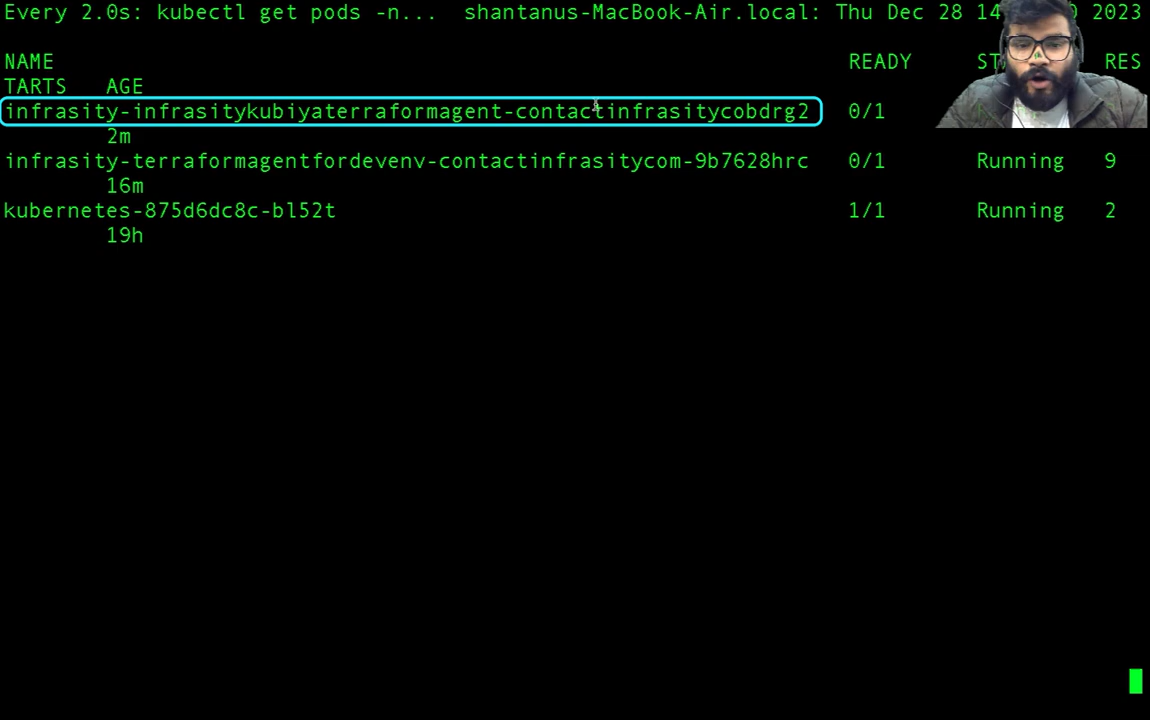 Every 2.0s: kubectl get pods -n... shantanus-MacBook-Air.local: Thu Dec 28 14 2023
NAME READY ST RES
TARTS AGE
infrasity-infrasitykubiyaterraformagent-contactinfrasitycobdrg2 0/1
2m
infrasity-terraformagentfordevenv-contactinfrasitycom-9b7628hrc 0/1 Running 9
16m
kubernetes-875d6dc8c-bl52t 1/1 Running 2
19h